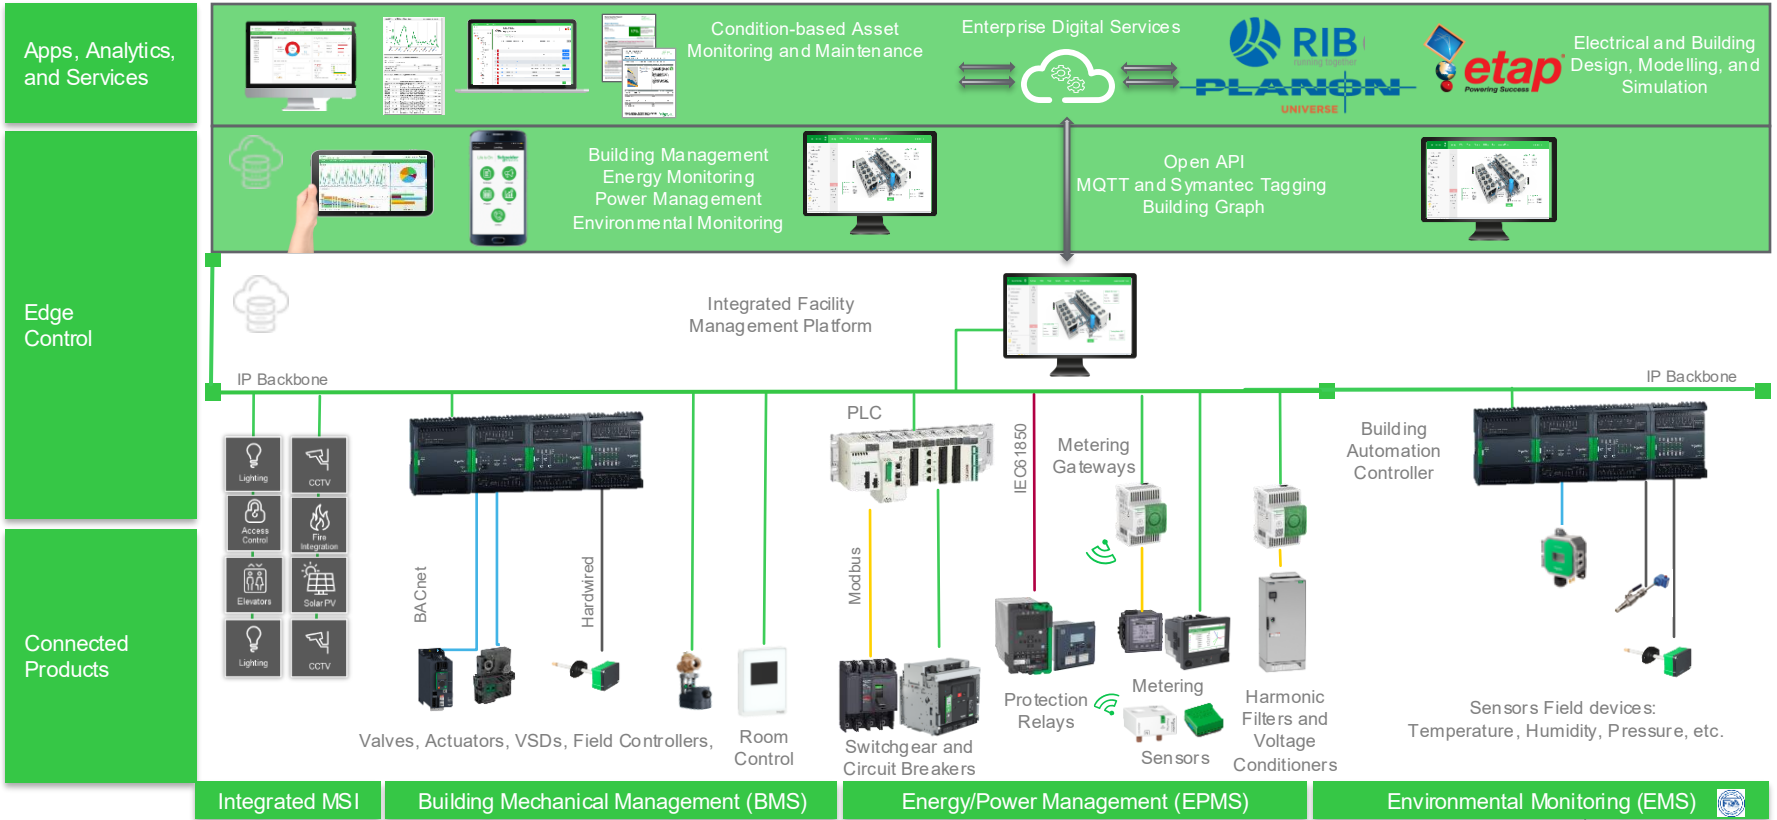 Apps, Analytics,
and Services
Condition-based Asset
Monitoring and Maintenance
Enterprise Digital Services
RIB
running together
PLANON
UNIVERSE
etap
Powering Success
Electrical and Building
Design, Modelling, and
Simulation
Edge
Control
Building Management
Energy Monitoring
Power Management
Environmental Monitoring
Open API
MQTT and Symantec Tagging
Building Graph
Integrated Facility
Management Platform
IP Backbone
IP Backbone
PLC
IEC61850
Metering
Gateways
Building
Automation
Controller
Lighting
CCTV
Access
Control
Fire
Integration
Elevators
Solar PV
Lighting
CCTV
BACnet
Hardwired
Modbus
Connected
Products
Valves, Actuators, VSDs, Field Controllers,
Room
Control
Switchgear and
Circuit Breakers
Protection
Relays
Metering
Sensors
Harmonic
Filters and
Voltage
Conditioners
Sensors Field devices:
Temperature, Humidity, Pressure, etc.
Integrated MSI
Building Mechanical Management (BMS)
Energy/Power Management (EPMS)
Environmental Monitoring (EMS)
FDA